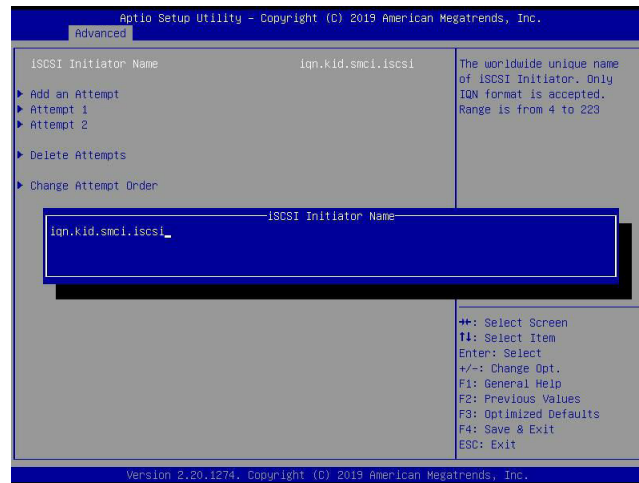 Aptio Setup Utility – Copyright (C) 2019 American Megatrends, Inc.
Advanced
iSCSI Initiator Name iqn.kid.smci.iscsi
Add an Attempt
Attempt 1
Attempt 2
Delete Attempts
Change Attempt Order
The worldwide unique name
of iSCSI Initiator. Only
IQN format is accepted.
Range is from 4 to 223
iSCSI Initiator Name
iqn.kid.smci.iscsi_
→←: Select Screen
↑↓: Select Item
Enter: Select
+/-: Change Opt.
F1: General Help
F2: Previous Values
F3: Optimized Defaults
F4: Save & Exit
ESC: Exit
Version 2.20.1274. Copyright (C) 2019 American Megatrends, Inc.